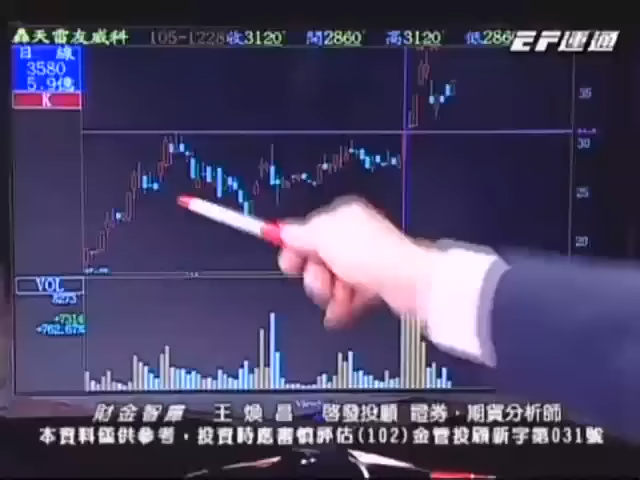 天雷友威科 105-1228收3120 開2860 高3120 低286
EF運通
日 線
3580
5.9億
K
35
30
25
20
VOL
8273
+7314
+762.67%
財金智庫 王煥昌 啓發投顧 證券．期貨分析師
本資料僅供參考，投資時應審慎評估(102)金管投顧新字第031號